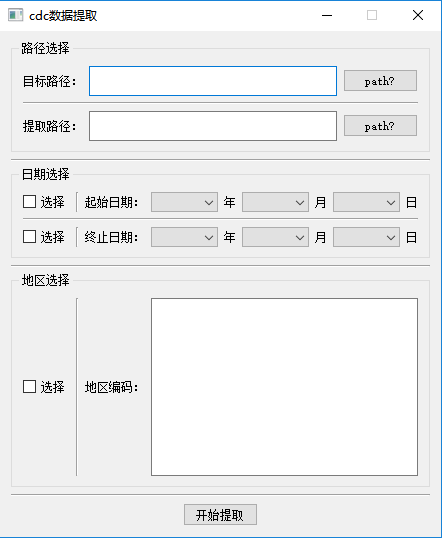 cdc数据提取
路径选择
目标路径： path?
提取路径： path?
日期选择
选择 起始日期： 年 月 日
选择 终止日期： 年 月 日
地区选择
选择 地区编码：
开始提取